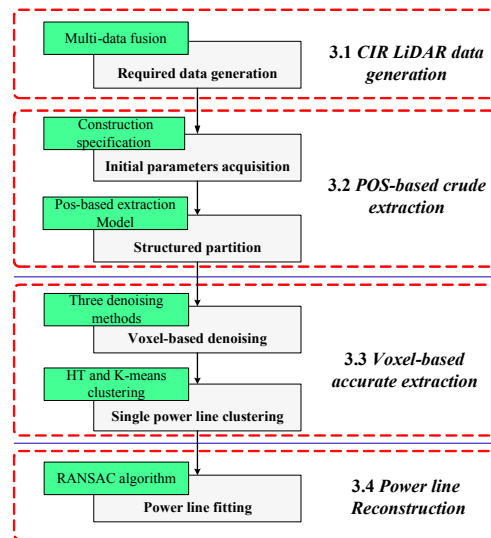 Multi-data fusion
Required data generation
3.1 CIR LiDAR data
generation
Construction
specification
Initial parameters acquisition
Pos-based extraction
Model
Structured partition
3.2 POS-based crude
extraction
Three denoising
methods
Voxel-based denoising
HT and K-means
clustering
Single power line clustering
3.3 Voxel-based
accurate extraction
RANSAC algorithm
Power line fitting
3.4 Power line
Reconstruction